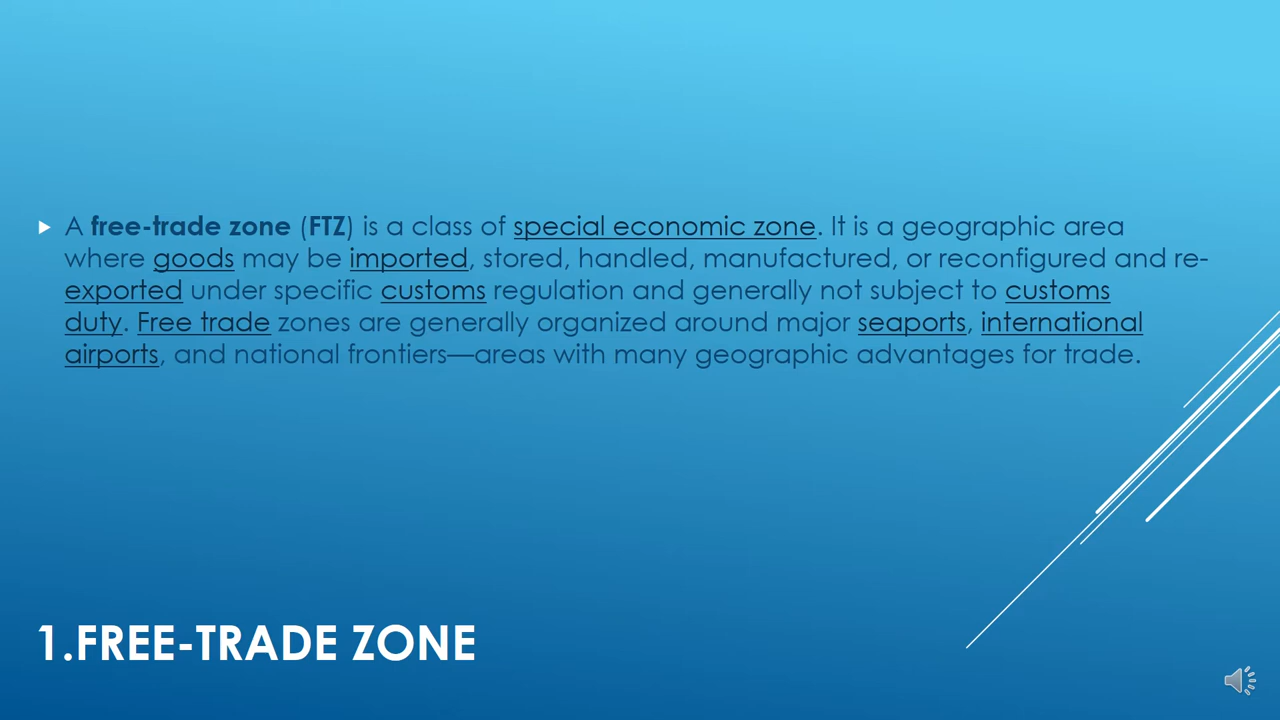 A free-trade zone (FTZ) is a class of special economic zone. It is a geographic area
where goods may be imported, stored, handled, manufactured, or reconfigured and re-
exported under specific customs regulation and generally not subject to customs
duty. Free trade zones are generally organized around major seaports, international
airports, and national frontiers—areas with many geographic advantages for trade.
1.FREE-TRADE ZONE